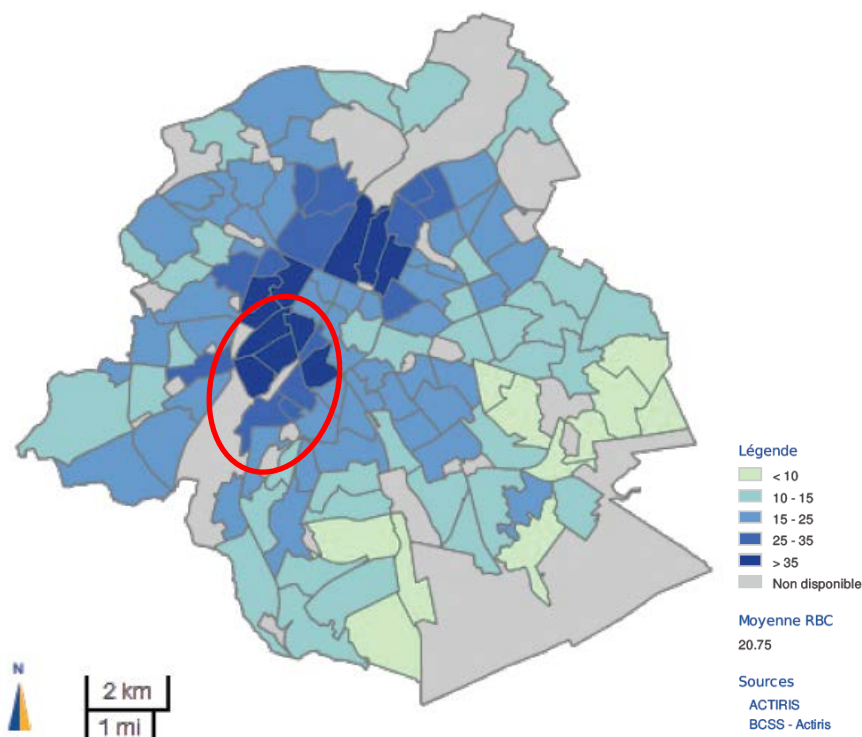 Légende
< 10
10 - 15
15 - 25
25 - 35
> 35
Non disponible
Moyenne RBC
20.75
Sources
ACTIRIS
BCSS - Actiris
N
2 km
1 mi